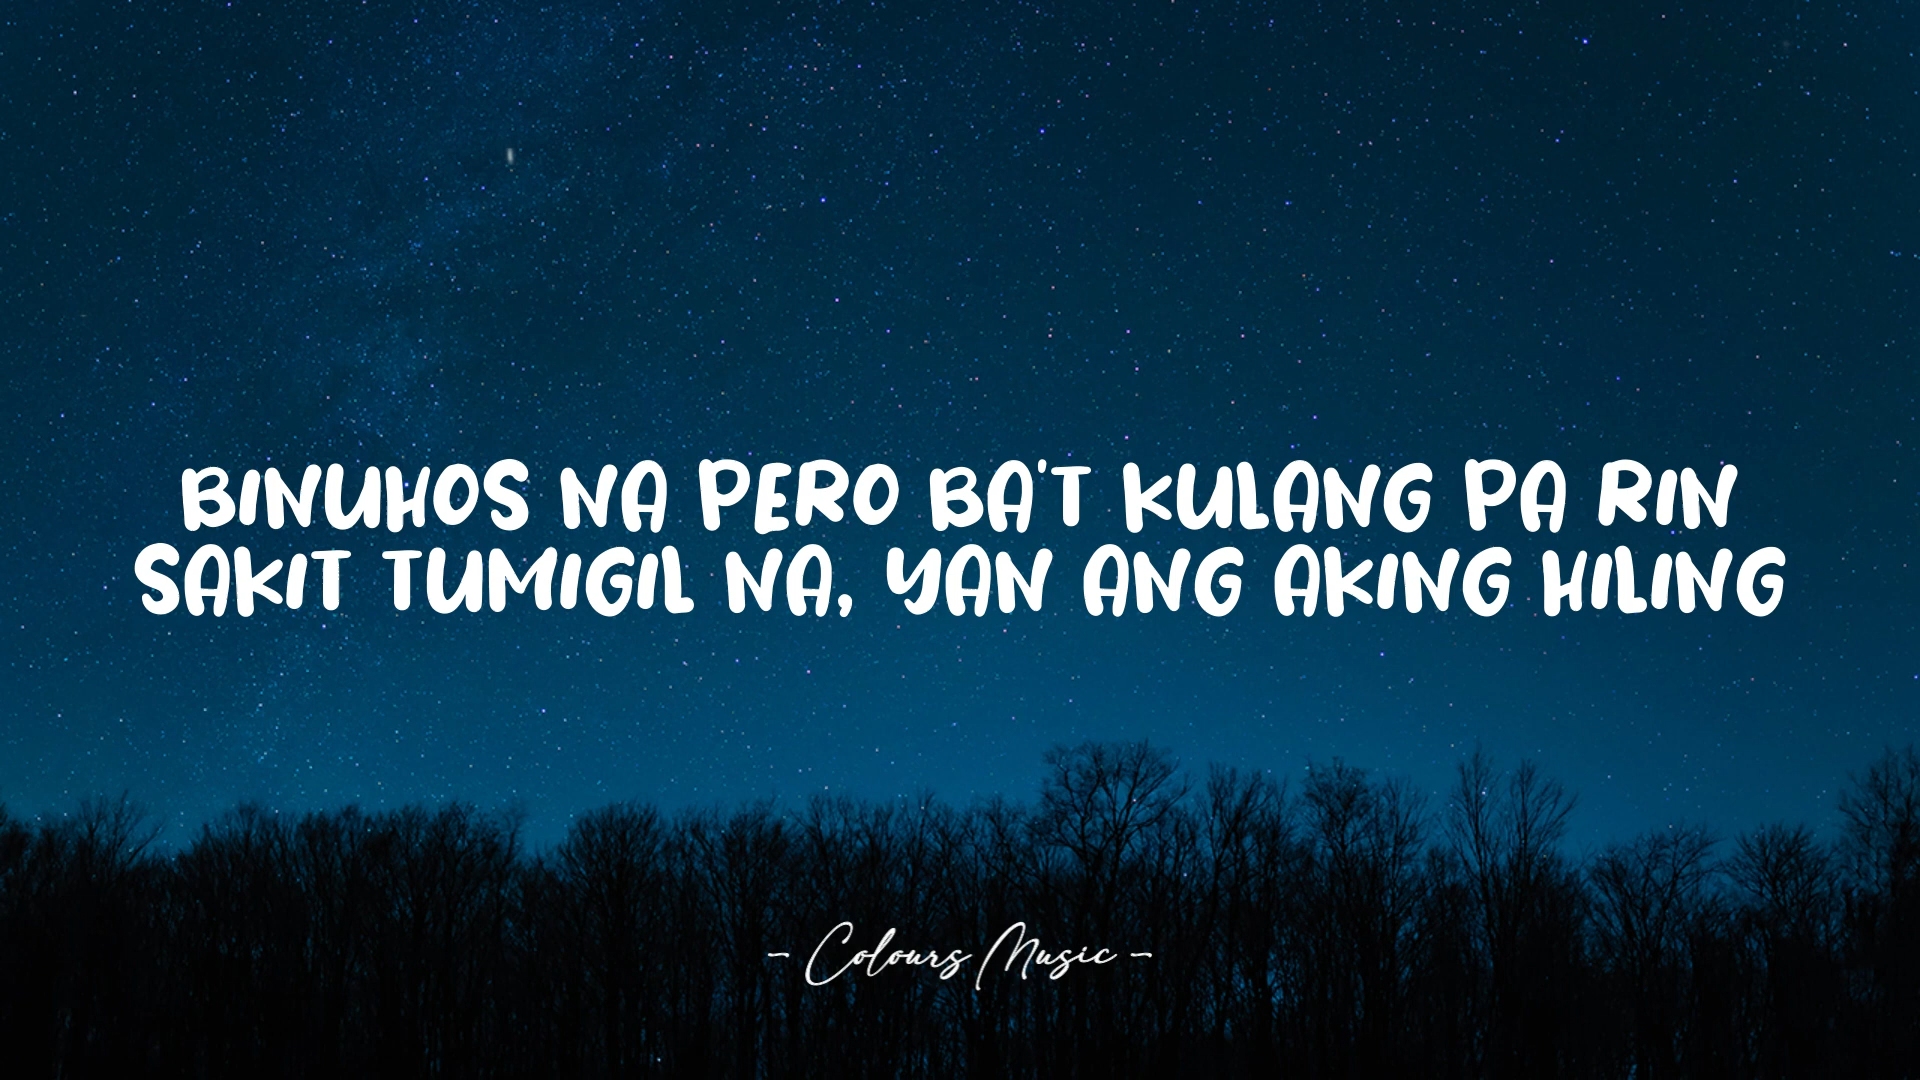 BINUHOS NA PERO BA'T KULANG PA RIN
SAKIT TUMIGIL NA, YAN ANG AKING HILING
- Colours Music -